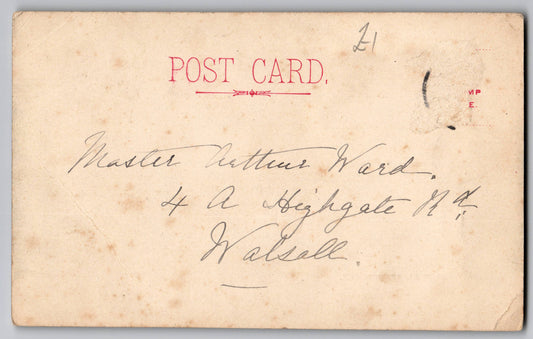 £1
POST CARD.
MP
E
Master Arthur Ward.
4 A Highgate Rd,
Walsall.